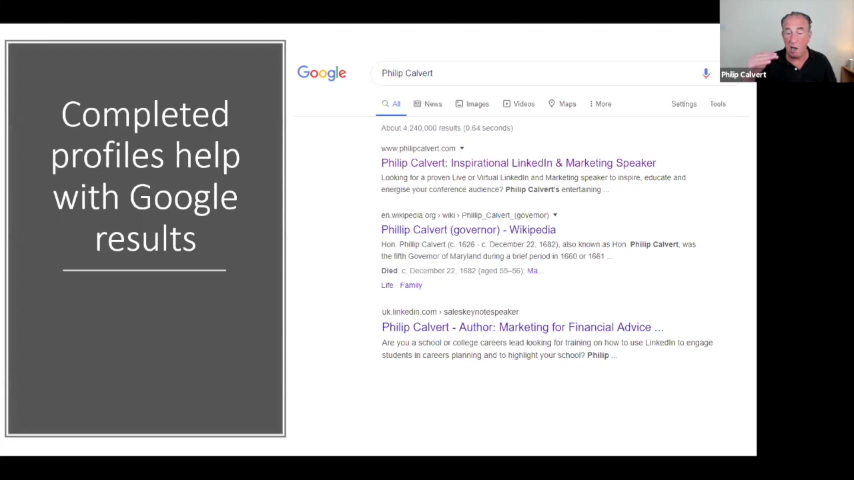 Completed
profiles help
with Google
results
Google
Philip Calvert
All News Images Videos Maps More Settings Tools
About 4,240,000 results (0.64 seconds)
www.philipcalvert.com
Philip Calvert: Inspirational LinkedIn & Marketing Speaker
Looking for a proven Live or Virtual LinkedIn and Marketing speaker to inspire, educate and
energise your conference audience? Philip Calvert's entertaining ...
en.wikipedia.org › wiki › Phillip_Calvert_(governor)
Phillip Calvert (governor) - Wikipedia
Hon. Phillip Calvert (c. 1626 - c. December 22, 1682), also known as Hon. Philip Calvert, was
the fifth Governor of Maryland during a brief period in 1660 or 1661 ...
Died: c. December 22, 1682 (aged 55–56); Ma...
Life · Family
uk.linkedin.com › saleskeynotespeaker
Philip Calvert - Author: Marketing for Financial Advice ...
Are you a school or college careers lead looking for training on how to use LinkedIn to engage
students in careers planning and to highlight your school? Philip ...
Philip Calvert